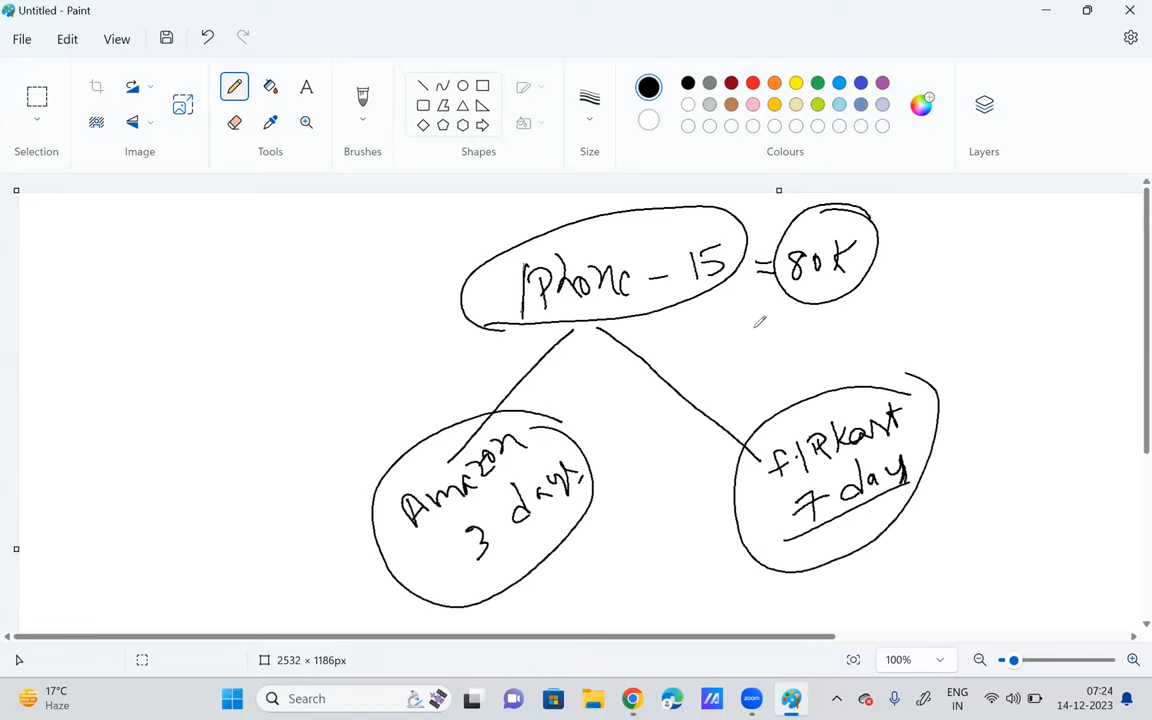 Untitled - Paint
File Edit View
Selection Image Tools Brushes Shapes Size Colours Layers
iPhone - 15 = 80K
Amazon
3 days
flipkart
7 day
2532 × 1186px
100%
17°C
Haze
Search
ENG
IN
07:24
14-12-2023